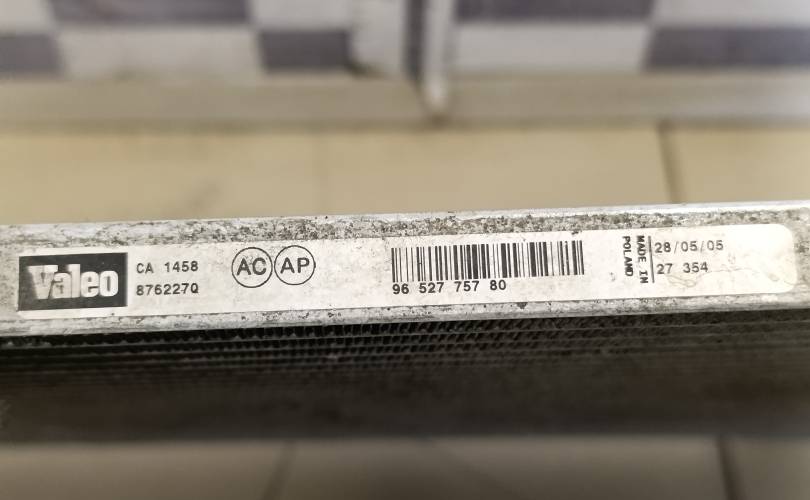 Valeo
CA 1458
876227Q
AC AP
96 527 757 80
MADE IN
POLAND
28/05/05
27 354